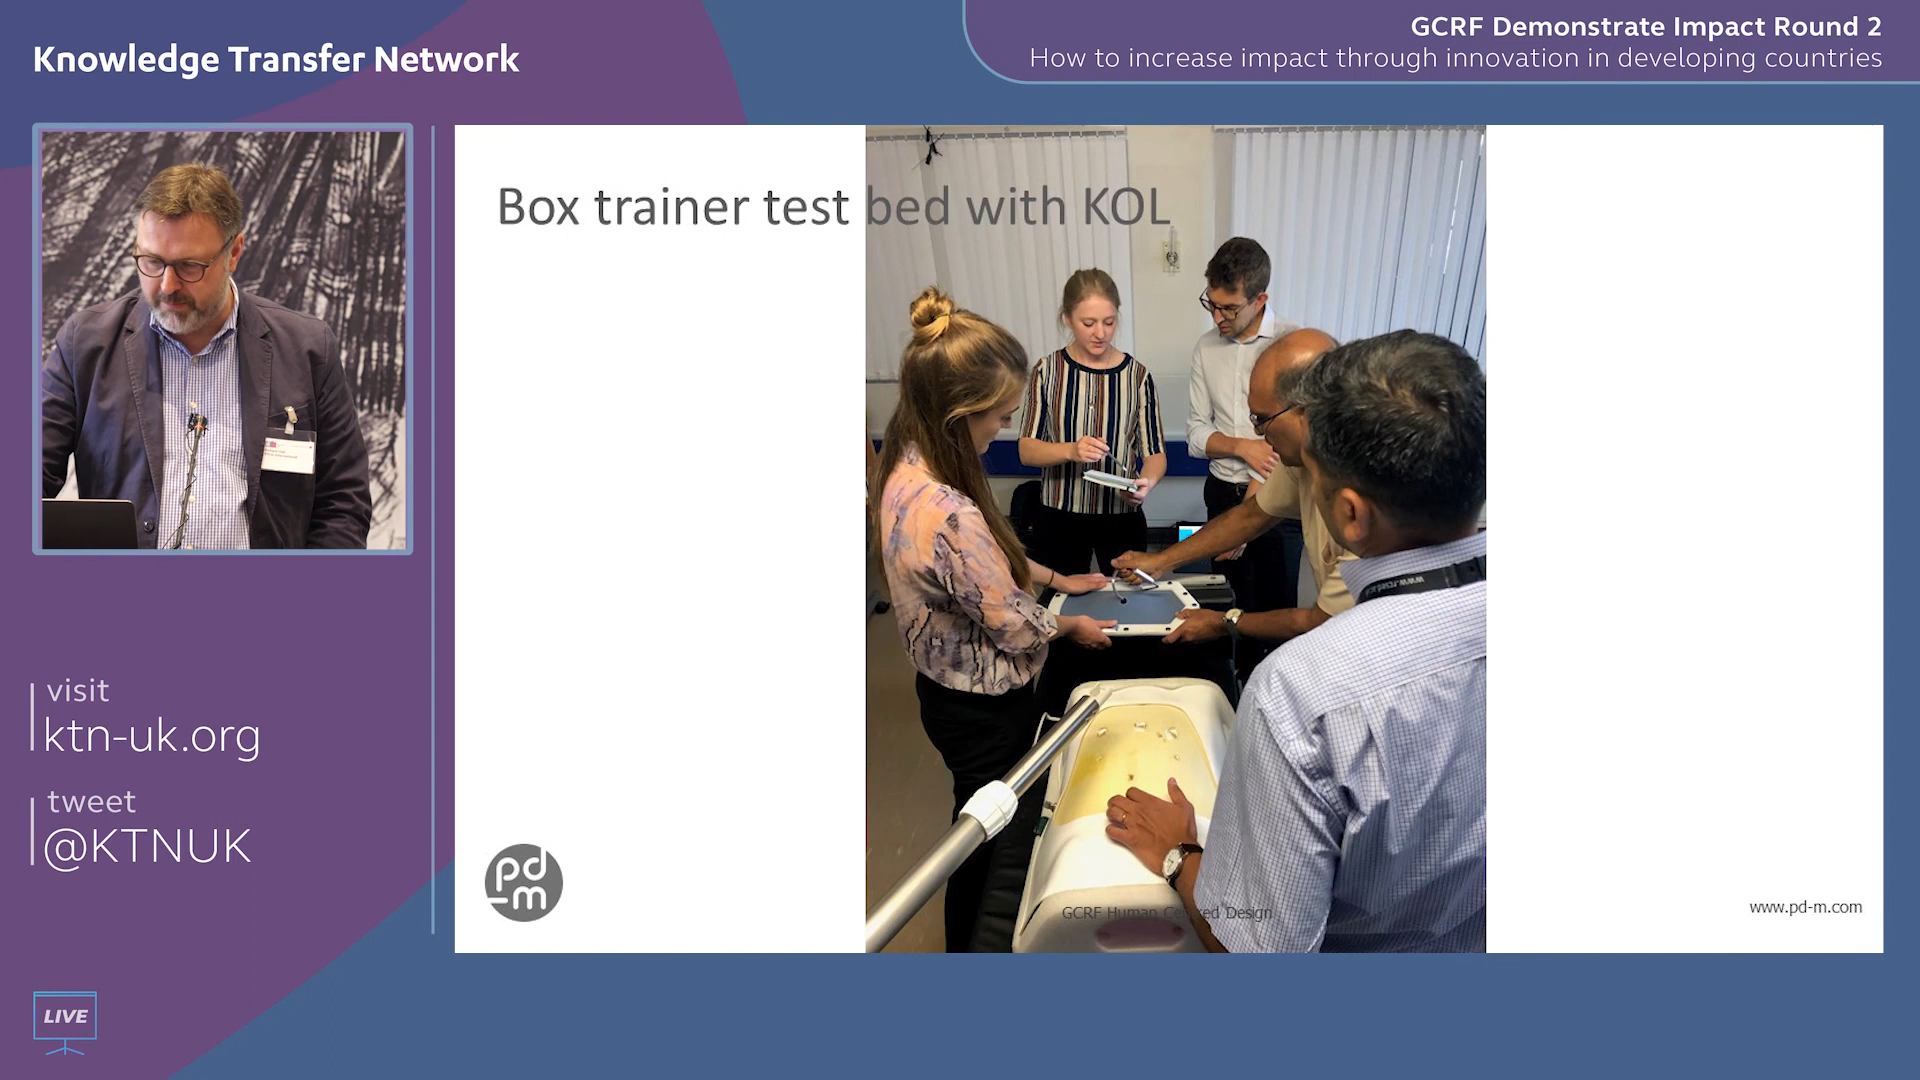 Knowledge Transfer Network
GCRF Demonstrate Impact Round 2
How to increase impact through innovation in developing countries
Box trainer test bed with KOL
visit
ktn-uk.org
tweet
@KTNUK
LIVE
pd
-m
GCRF Human Centred Design
www.pd-m.com